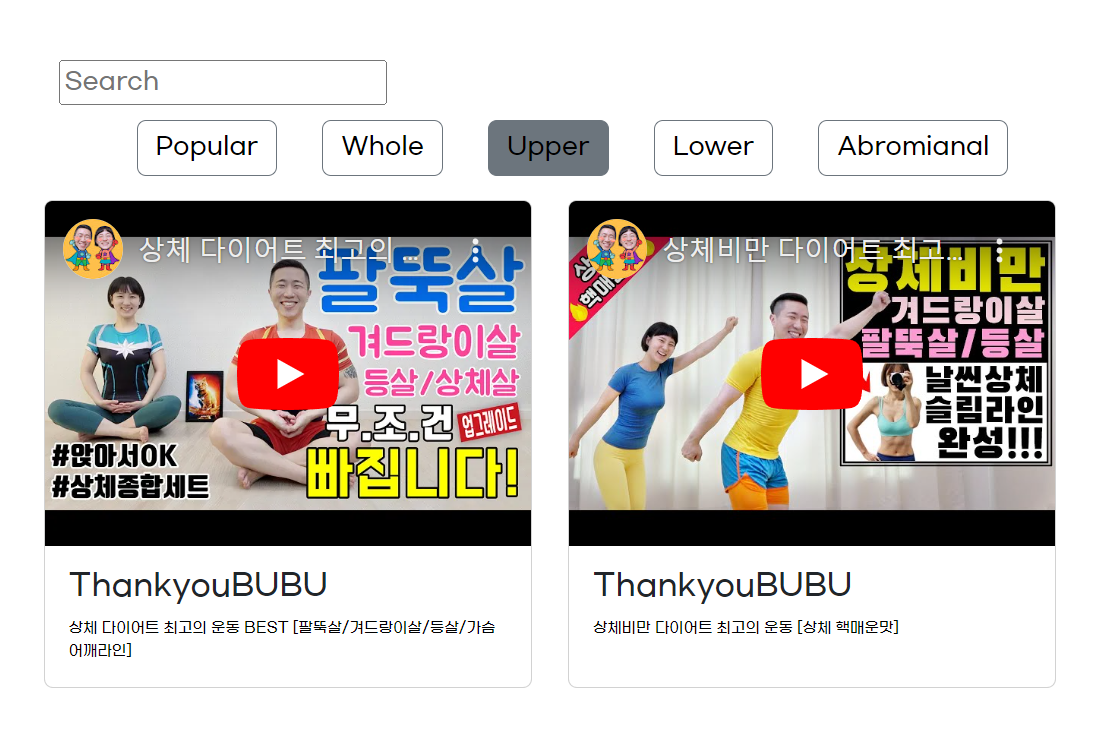 Search
Popular
Whole
Upper
Lower
Abromianal
상체 다이어트 최고의 ...
팔뚝살
겨드랑이살
등살/상체살
무.조.건 업그레이드
빠집니다!
#앉아서OK
#상체종합세트
ThankyouBUBU
상체 다이어트 최고의 운동 BEST [팔뚝살/겨드랑이살/등살/가슴
어깨라인]
상체비만 다이어트 최고...
상체비만
겨드랑이살
팔뚝살/등살
날씬상체
슬림라인
완성!!!
ThankyouBUBU
상체비만 다이어트 최고의 운동 [상체 핵매운맛]